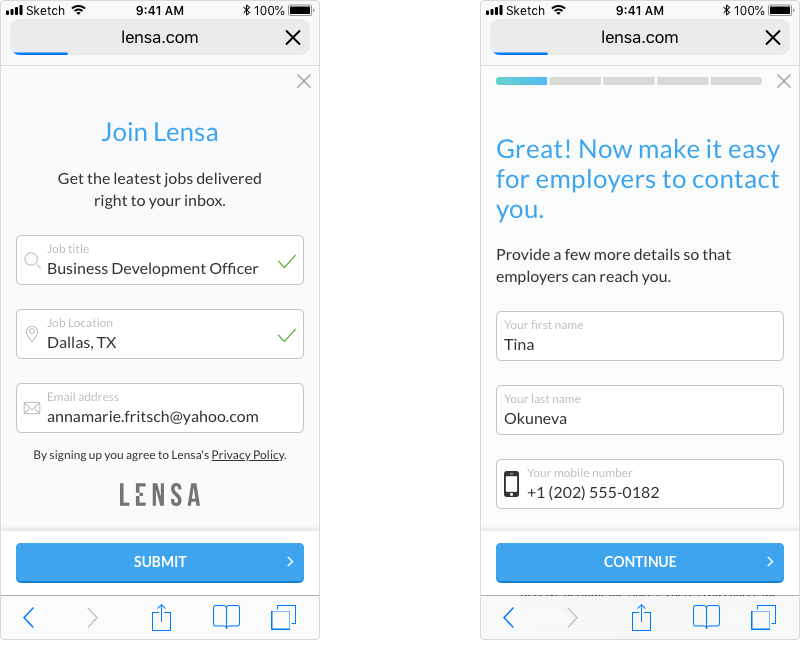 Sketch 9:41 AM 100%
lensa.com
Join Lensa
Get the leatest jobs delivered
right to your inbox.
Job title
Business Development Officer
Job Location
Dallas, TX
Email address
annamarie.fritsch@yahoo.com
By signing up you agree to Lensa's Privacy Policy.
LENSA
SUBMIT
Sketch 9:41 AM 100%
lensa.com
Great! Now make it easy
for employers to contact
you.
Provide a few more details so that
employers can reach you.
Your first name
Tina
Your last name
Okuneva
Your mobile number
+1 (202) 555-0182
CONTINUE